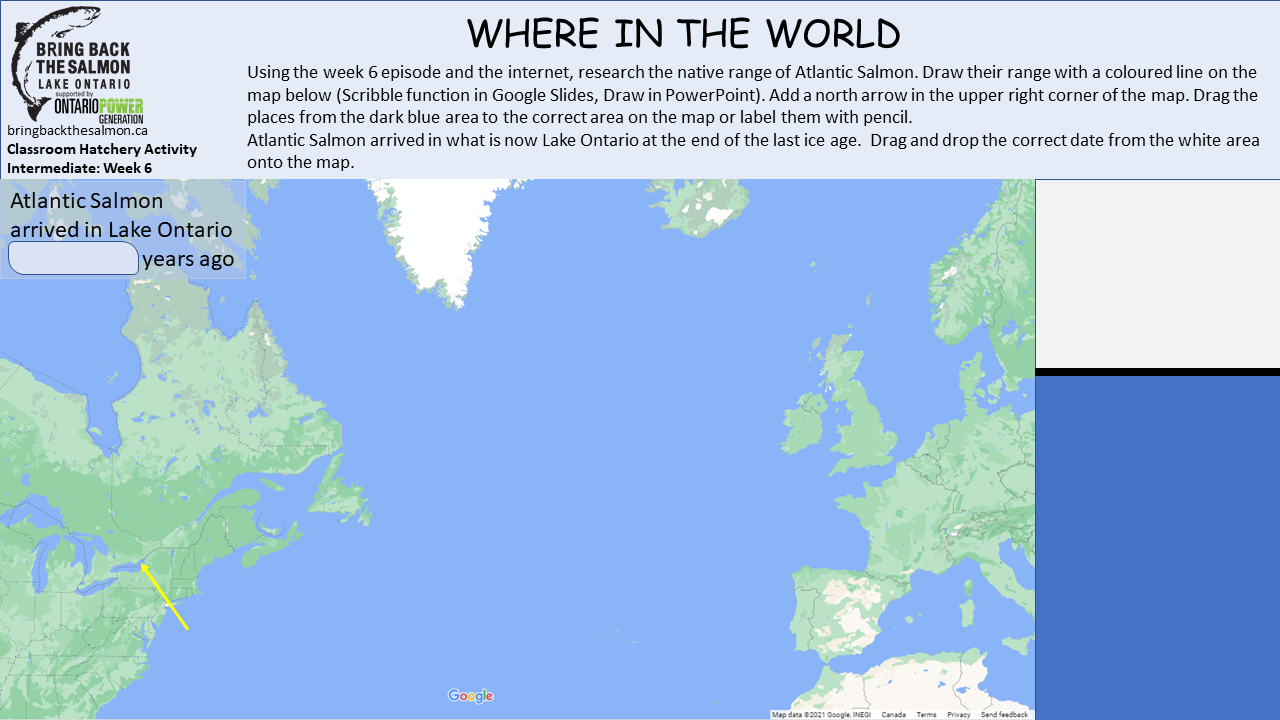 WHERE IN THE WORLD
BRING BACK
THE SALMON
LAKE ONTARIO
supported by
ONTARIOPOWER
GENERATION
bringbackthesalmon.ca
Classroom Hatchery Activity
Intermediate: Week 6
Using the week 6 episode and the internet, research the native range of Atlantic Salmon. Draw their range with a coloured line on the
map below (Scribble function in Google Slides, Draw in PowerPoint). Add a north arrow in the upper right corner of the map. Drag the
places from the dark blue area to the correct area on the map or label them with pencil.
Atlantic Salmon arrived in what is now Lake Ontario at the end of the last ice age.  Drag and drop the correct date from the white area
onto the map.
Atlantic Salmon
arrived in Lake Ontario
years ago
Google
Map data ©2021 Google, INEGI Canada Terms Privacy Send feedback